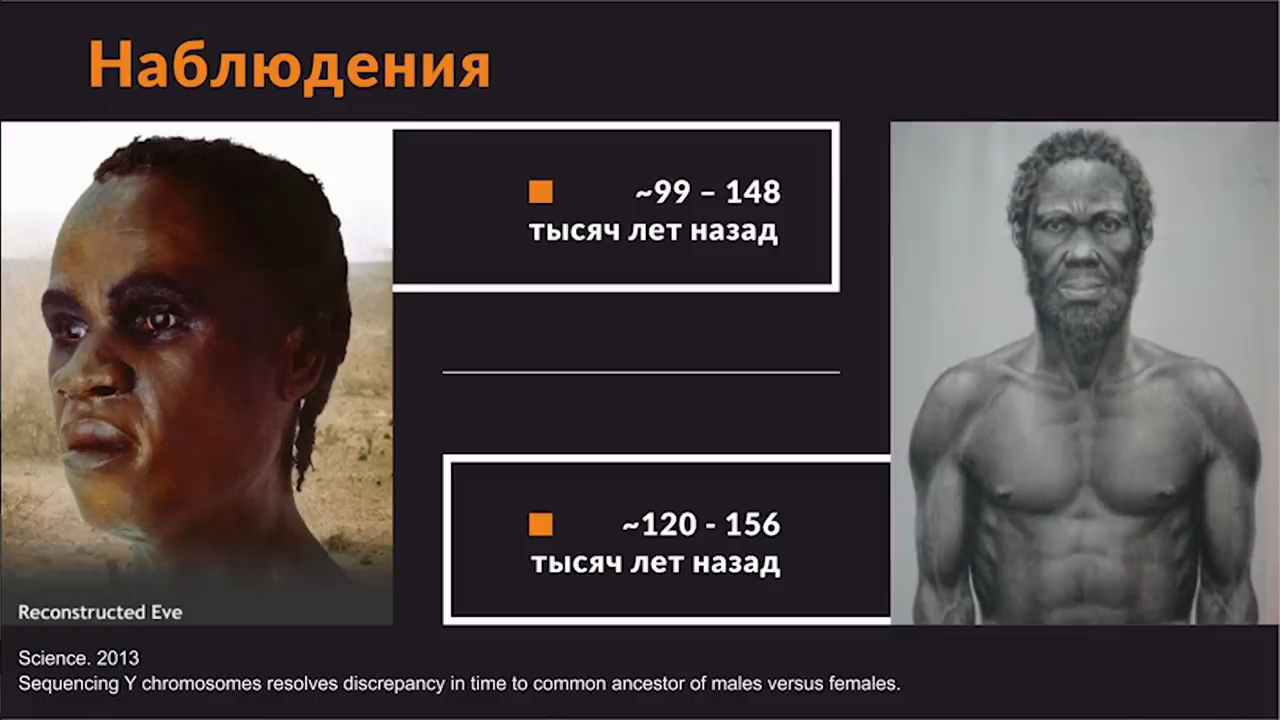 Наблюдения
~99 – 148
тысяч лет назад
~120 - 156
тысяч лет назад
Reconstructed Eve
Science. 2013
Sequencing Y chromosomes resolves discrepancy in time to common ancestor of males versus females.